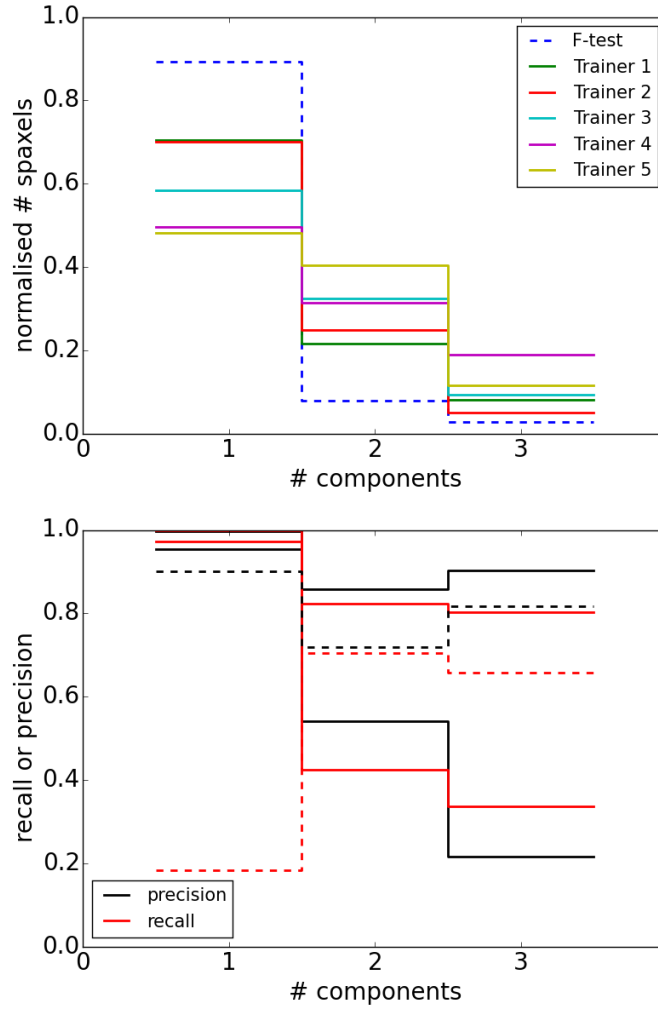 1.0
0.8
0.6
0.4
0.2
0.0
normalised # spaxels
F-test
Trainer 1
Trainer 2
Trainer 3
Trainer 4
Trainer 5
0 1 2 3
# components
1.0
0.8
0.6
0.4
0.2
0.0
recall or precision
precision
recall
0 1 2 3
# components